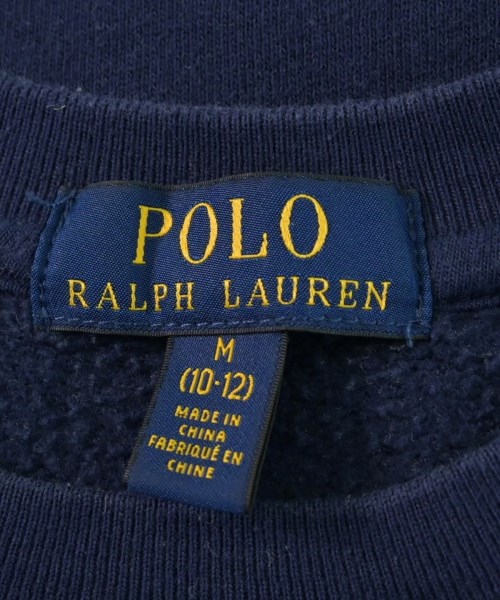 POLO
RALPH LAUREN
M
(10-12)
MADE IN
CHINA
FABRIQUÉ EN
CHINE